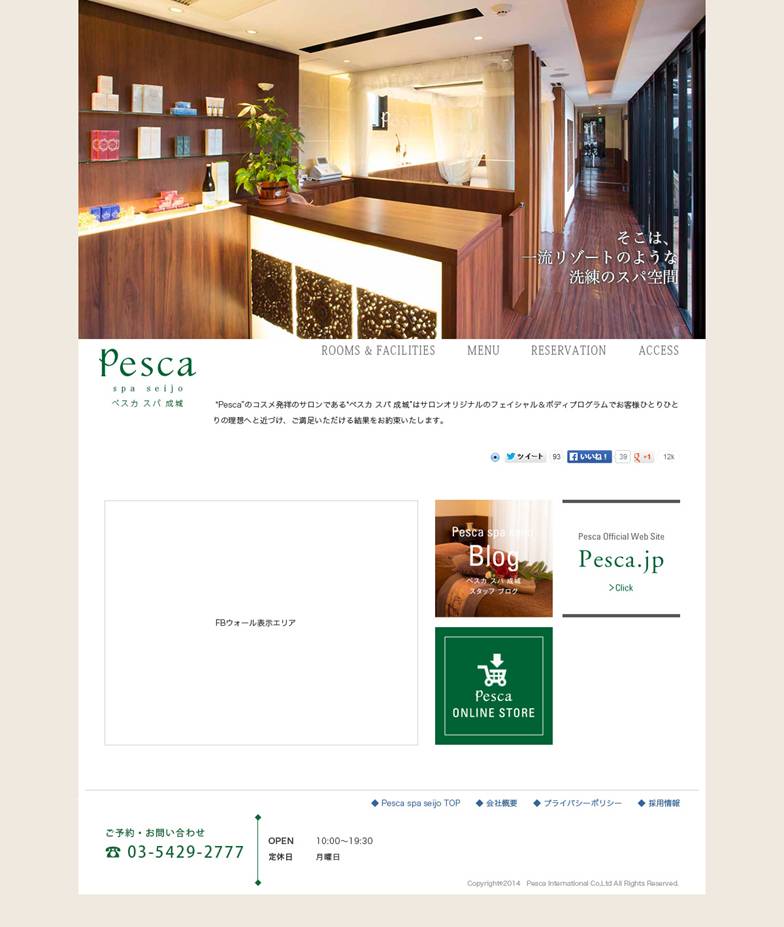 そこは、
一流リゾートのような
洗練のスパ空間
Pesca
spa seijo
ペスカ スパ 成城
ROOMS & FACILITIES MENU RESERVATION ACCESS
“Pesca”のコスメ発祥のサロンである“ペスカ スパ 成城”はサロンオリジナルのフェイシャル＆ボディプログラムでお客様ひとりひと
りの理想へと近づけ、ご満足いただける結果をお約束いたします。
ツイート 93 いいね！ 39 +1 12k
FBウォール表示エリア
Pesca spa seijo
Blog
ペスカ スパ 成城
スタッフ ブログ
Pesca Official Web Site
Pesca.jp
>Click
Pesca
ONLINE STORE
◆ Pesca spa seijo TOP ◆ 会社概要 ◆ プライバシーポリシー ◆ 採用情報
ご予約・お問い合わせ
☎ 03-5429-2777
OPEN 10:00〜19:30
定休日 月曜日
Copyright©2014 Pesca International Co,Ltd All Rights Reserved.